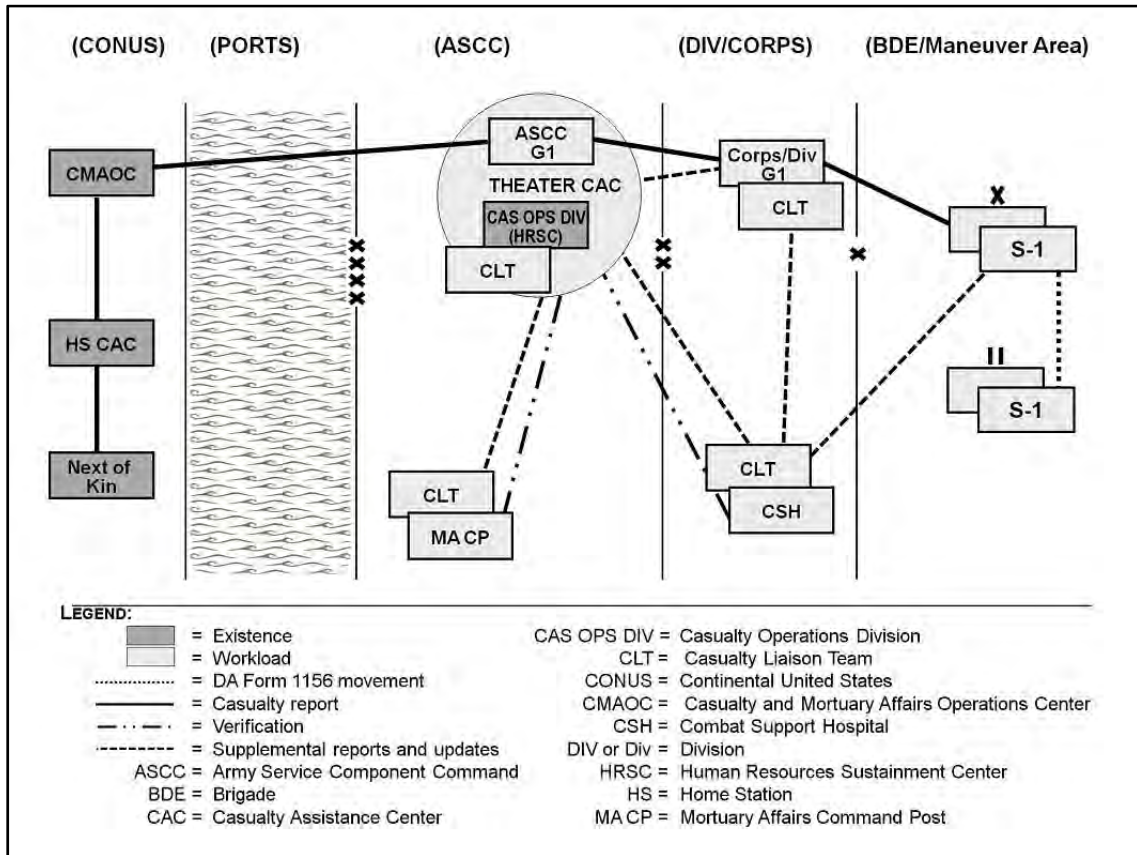 (CONUS) (PORTS) (ASCC) (DIV/CORPS) (BDE/Maneuver Area)
CMAOC
HS CAC
Next of
Kin
ASCC
G1
THEATER CAC
CAS OPS DIV
(HRSC)
CLT
CLT
MA CP
Corps/Div
G1
CLT
CLT
CSH
X
S-1
II
S-1
X
X
X
X
X
X
X
LEGEND:
= Existence
= Workload
= DA Form 1156 movement
= Casualty report
= Verification
= Supplemental reports and updates
ASCC = Army Service Component Command
BDE = Brigade
CAC = Casualty Assistance Center
CAS OPS DIV = Casualty Operations Division
CLT = Casualty Liaison Team
CONUS = Continental United States
CMAOC = Casualty and Mortuary Affairs Operations Center
CSH = Combat Support Hospital
DIV or Div = Division
HRSC = Human Resources Sustainment Center
HS = Home Station
MA CP = Mortuary Affairs Command Post